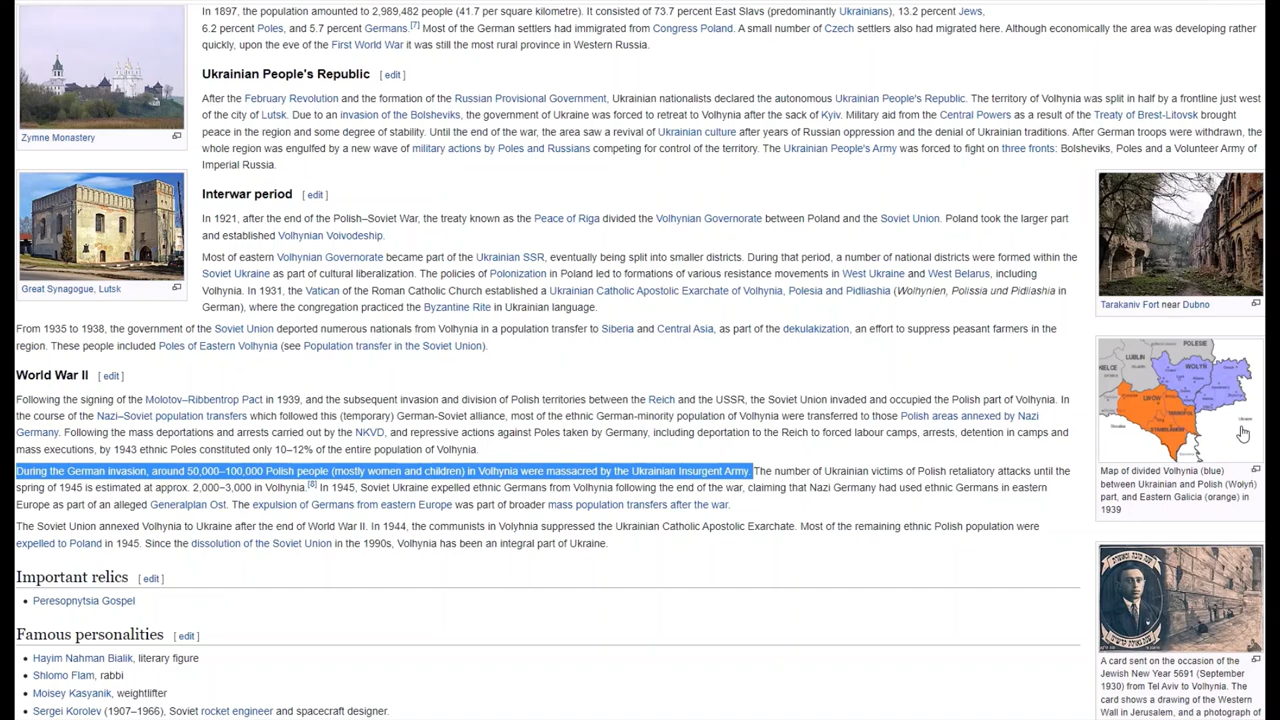 In 1897, the population amounted to 2,989,482 people (41.7 per square kilometre). It consisted of 73.7 percent East Slavs (predominantly Ukrainians), 13.2 percent Jews,
6.2 percent Poles, and 5.7 percent Germans.[7] Most of the German settlers had immigrated from Congress Poland. A small number of Czech settlers also had migrated here. Although economically the area was developing rather
quickly, upon the eve of the First World War it was still the most rural province in Western Russia.
Zymne Monastery
Ukrainian People's Republic [ edit ]
After the February Revolution and the formation of the Russian Provisional Government, Ukrainian nationalists declared the autonomous Ukrainian People's Republic. The territory of Volhynia was split in half by a frontline just west
of the city of Lutsk. Due to an invasion of the Bolsheviks, the government of Ukraine was forced to retreat to Volhynia after the sack of Kyiv. Military aid from the Central Powers as a result of the Treaty of Brest-Litovsk brought
peace in the region and some degree of stability. Until the end of the war, the area saw a revival of Ukrainian culture after years of Russian oppression and the denial of Ukrainian traditions. After German troops were withdrawn, the
whole region was engulfed by a new wave of military actions by Poles and Russians competing for control of the territory. The Ukrainian People's Army was forced to fight on three fronts: Bolsheviks, Poles and a Volunteer Army of
Imperial Russia.
Great Synagogue, Lutsk
Interwar period [ edit ]
In 1921, after the end of the Polish–Soviet War, the treaty known as the Peace of Riga divided the Volhynian Governorate between Poland and the Soviet Union. Poland took the larger part
and established Volhynian Voivodeship.
Most of eastern Volhynian Governorate became part of the Ukrainian SSR, eventually being split into smaller districts. During that period, a number of national districts were formed within the
Soviet Ukraine as part of cultural liberalization. The policies of Polonization in Poland led to formations of various resistance movements in West Ukraine and West Belarus, including
Volhynia. In 1931, the Vatican of the Roman Catholic Church established a Ukrainian Catholic Apostolic Exarchate of Volhynia, Polesia and Pidliashia (Wolhynien, Polissia und Pidliashia in
German), where the congregation practiced the Byzantine Rite in Ukrainian language.
From 1935 to 1938, the government of the Soviet Union deported numerous nationals from Volhynia in a population transfer to Siberia and Central Asia, as part of the dekulakization, an effort to suppress peasant farmers in the
region. These people included Poles of Eastern Volhynia (see Population transfer in the Soviet Union).
Tarakaniv Fort near Dubno
World War II [ edit ]
Following the signing of the Molotov–Ribbentrop Pact in 1939, and the subsequent invasion and division of Polish territories between the Reich and the USSR, the Soviet Union invaded and occupied the Polish part of Volhynia. In
the course of the Nazi–Soviet population transfers which followed this (temporary) German-Soviet alliance, most of the ethnic German-minority population of Volhynia were transferred to those Polish areas annexed by Nazi
Germany. Following the mass deportations and arrests carried out by the NKVD, and repressive actions against Poles taken by Germany, including deportation to the Reich to forced labour camps, arrests, detention in camps and
mass executions, by 1943 ethnic Poles constituted only 10–12% of the entire population of Volhynia.
During the German invasion, around 50,000–100,000 Polish people (mostly women and children) in Volhynia were massacred by the Ukrainian Insurgent Army. The number of Ukrainian victims of Polish retaliatory attacks until the
spring of 1945 is estimated at approx. 2,000–3,000 in Volhynia.[8] In 1945, Soviet Ukraine expelled ethnic Germans from Volhynia following the end of the war, claiming that Nazi Germany had used ethnic Germans in eastern
Europe as part of an alleged Generalplan Ost. The expulsion of Germans from eastern Europe was part of broader mass population transfers after the war.
The Soviet Union annexed Volhynia to Ukraine after the end of World War II. In 1944, the communists in Volyhnia suppressed the Ukrainian Catholic Apostolic Exarchate. Most of the remaining ethnic Polish population were
expelled to Poland in 1945. Since the dissolution of the Soviet Union in the 1990s, Volhynia has been an integral part of Ukraine.
POLESIE
LUBLIN
WOŁYŃ
LWÓW
TARNOPOL
STANISŁAWÓW
Map of divided Volhynia (blue)
between Ukrainian and Polish (Wołyń)
part, and Eastern Galicia (orange) in
1939
Important relics [ edit ]
Peresopnytsia Gospel
Famous personalities [ edit ]
Hayim Nahman Bialik, literary figure
Shlomo Flam, rabbi
Moisey Kasyanik, weightlifter
Sergei Korolev (1907–1966), Soviet rocket engineer and spacecraft designer.
A card sent on the occasion of the
Jewish New Year 5691 (September
1930) from Tel Aviv to Volhynia. The
card shows a drawing of the Western
Wall in Jerusalem, and a photograph of